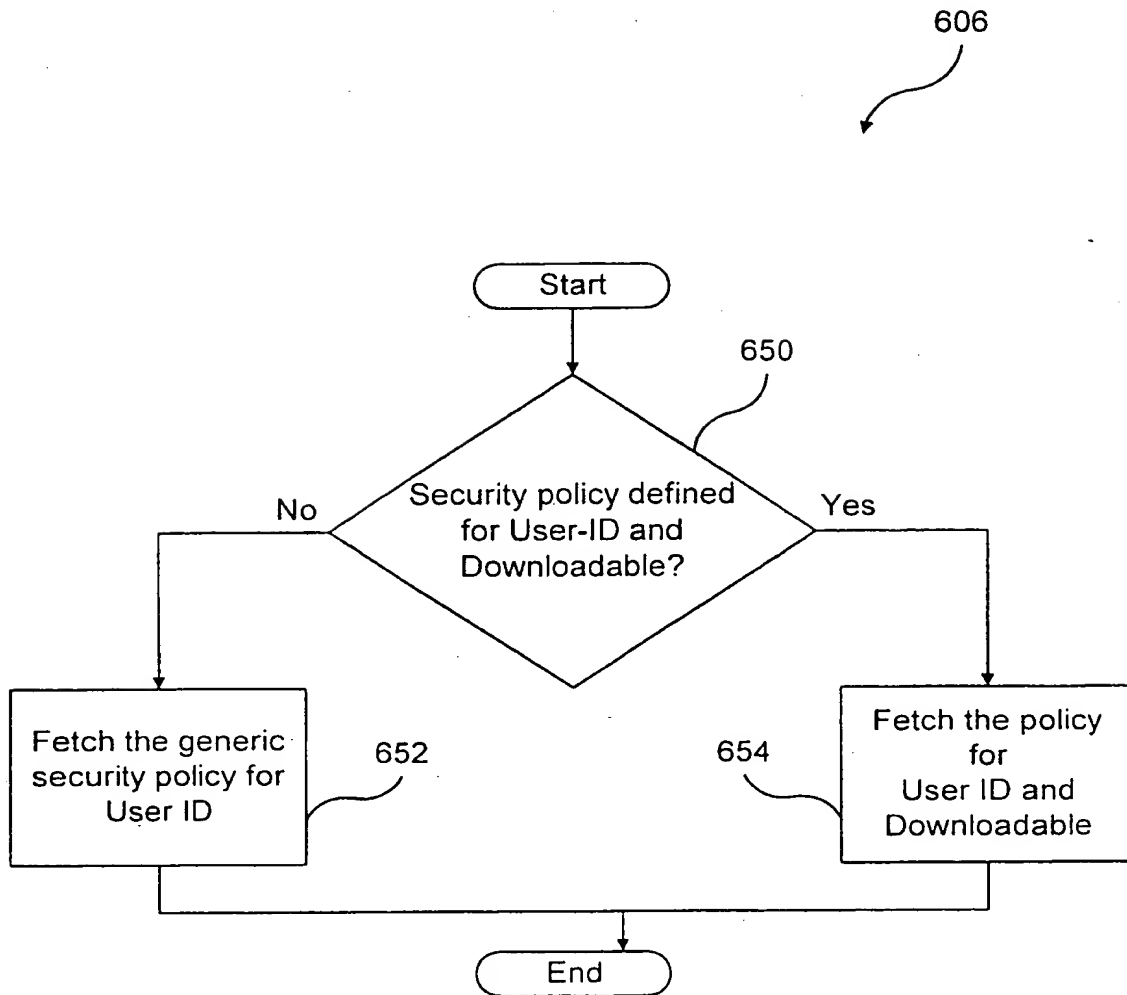 606
Start
650
Security policy defined
for User-ID and
Downloadable?
No
Yes
Fetch the generic
security policy for
User ID
652
654
Fetch the policy
for
User ID and
Downloadable
End